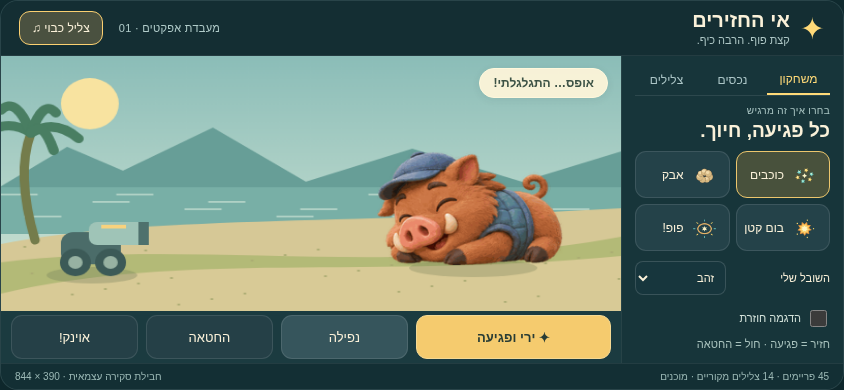 אי החזירים
קצת פוף. הרבה כיף.
מעבדת אפקטים · 01
צליל כבוי ♫
משחקון
נכסים
צלילים
בחרו איך זה מרגיש
כל פגיעה, חיוך.
כוכבים
אבק
בום קטן
פופ!
השובל שלי
זהב
הדגמה חוזרת
חזיר = פגיעה · חול = החטאה
אופס... התגלגלתי!
✦ ירי ופגיעה
נפילה
החטאה
אוינק!
45 פריימים · 14 צלילים מקוריים · מוכנים
חבילת סקירה עצמאית · 390 × 844